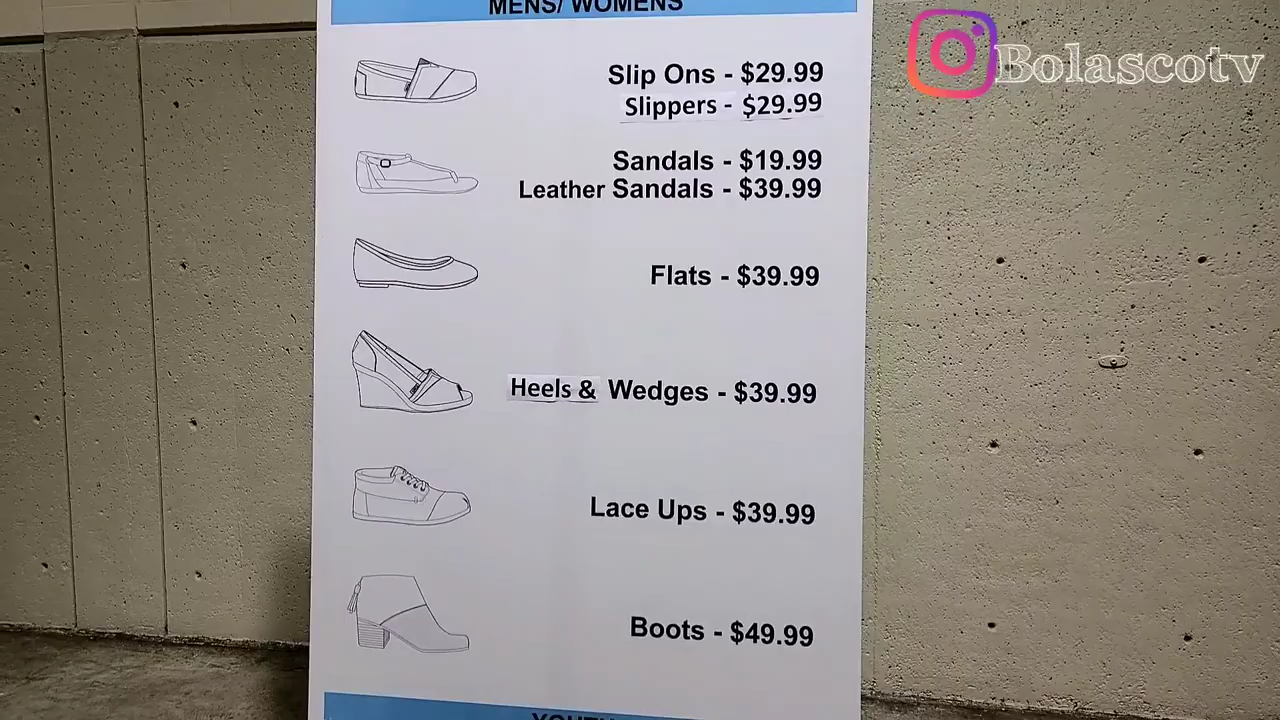 MENS/ WOMENS
Bolascotv
Slip Ons - $29.99
Slippers - $29.99
Sandals - $19.99
Leather Sandals - $39.99
Flats - $39.99
Heels & Wedges - $39.99
Lace Ups - $39.99
Boots - $49.99